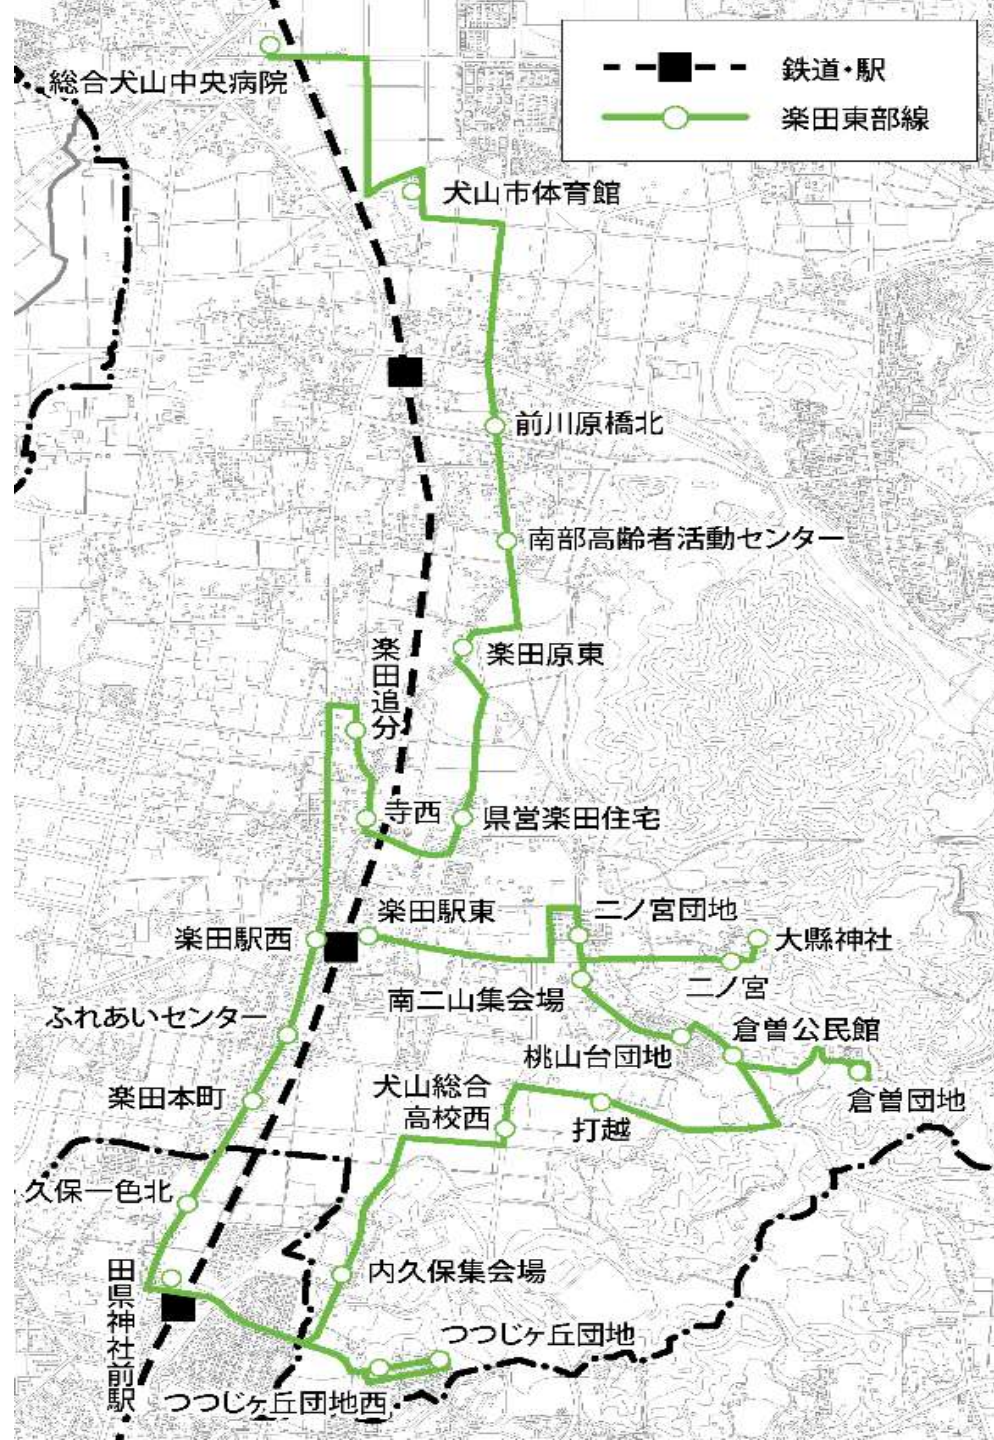 鉄道・駅
楽田東部線
総合犬山中央病院
犬山市体育館
前川原橋北
南部高齢者活動センター
楽田原東
楽田追分
寺西
県営楽田住宅
楽田駅東
楽田駅西
二ノ宮団地
大縣神社
二ノ宮
南二山集会場
ふれあいセンター
倉曽公民館
桃山台団地
犬山総合
高校西
倉曽団地
楽田本町
打越
久保一色北
内久保集会場
田県神社前駅
つつじヶ丘団地
つつじヶ丘団地西